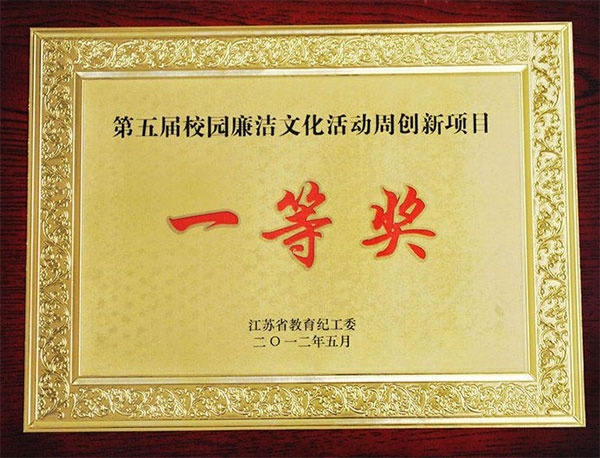 第五届校园廉洁文化活动周创新项目
一等奖
江苏省教育纪工委
二〇一二年五月